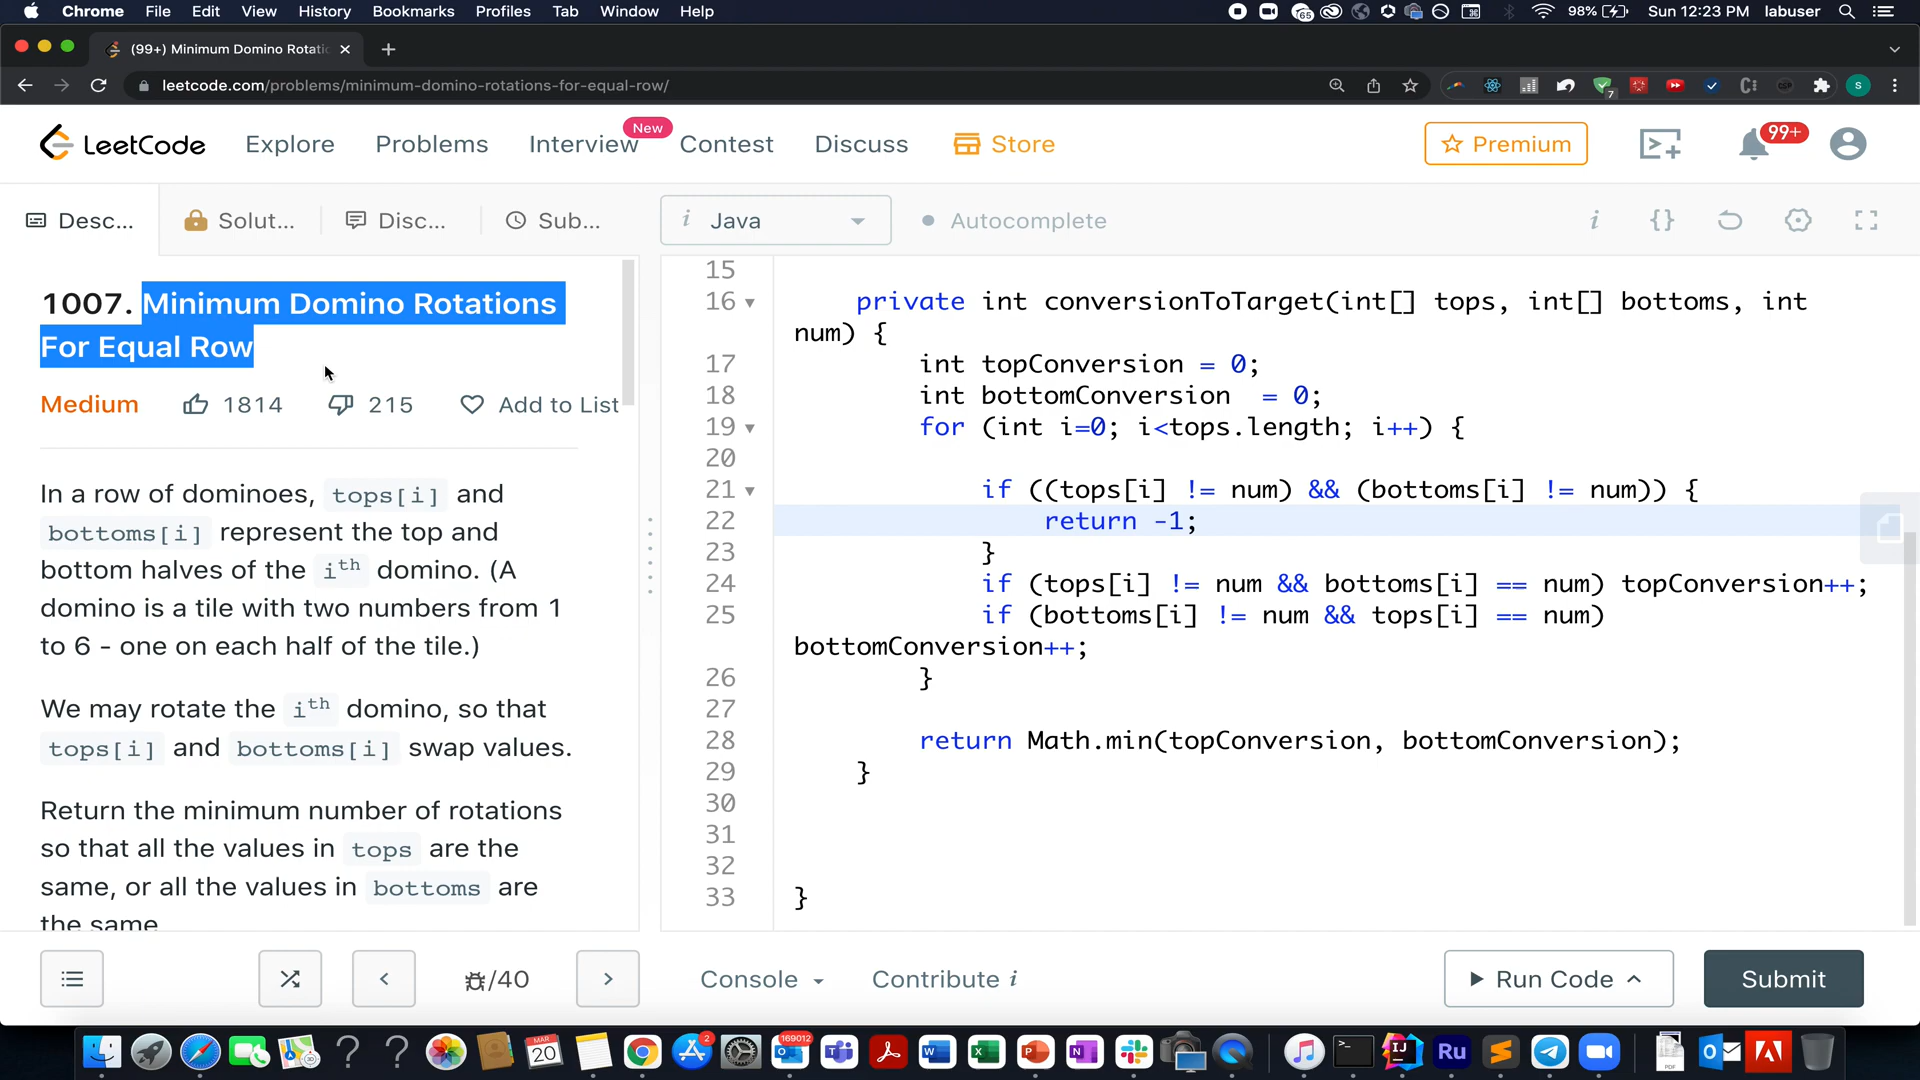 Chrome File Edit View History Bookmarks Profiles Tab Window Help 65 98% Sun 12:23 PM labuser
(99+) Minimum Domino Rotatic
leetcode.com/problems/minimum-domino-rotations-for-equal-row/ 7 S
LeetCode Explore Problems Interview New Contest Discuss Store Premium 99+
Desc... Solut... Disc... Sub... i Java Autocomplete i {}
1007. Minimum Domino Rotations
For Equal Row
Medium 1814 215 Add to List
In a row of dominoes, tops[i] and
bottoms[i] represent the top and
bottom halves of the ith domino. (A
domino is a tile with two numbers from 1
to 6 - one on each half of the tile.)
We may rotate the ith domino, so that
tops[i] and bottoms[i] swap values.
Return the minimum number of rotations
so that all the values in tops are the
same, or all the values in bottoms are
the same
15
16 private int conversionToTarget(int[] tops, int[] bottoms, int
num) {
17 int topConversion = 0;
18 int bottomConversion = 0;
19 for (int i=0; i<tops.length; i++) {
20
21 if ((tops[i] != num) && (bottoms[i] != num)) {
22 return -1;
23 }
24 if (tops[i] != num && bottoms[i] == num) topConversion++;
25 if (bottoms[i] != num && tops[i] == num)
bottomConversion++;
26 }
27
28 return Math.min(topConversion, bottomConversion);
29 }
30
31
32
33 }
/40 Console Contribute i Run Code Submit
MAR 20 2 169012 Ru